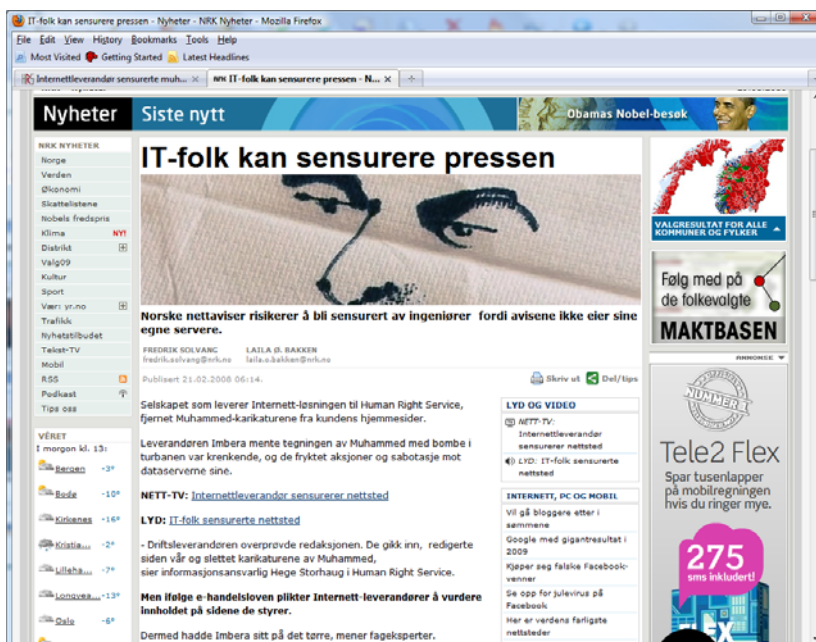 IT-folk kan sensurere pressen - Nyheter - NRK Nyheter - Mozilla Firefox
File Edit View History Bookmarks Tools Help
Most Visited Getting Started Latest Headlines
Internettleverandør sensurerte muh...
NRK IT-folk kan sensurere pressen - N...
Nyheter Siste nytt
Obamas Nobel-besøk
NRK NYHETER
Norge
Verden
Økonomi
Skattelistene
Nobels fredspris
Klima NY!
Distrikt
Valg09
Kultur
Sport
Vær: yr.no
Trafikk
Nyhetstilbudet
Tekst-TV
Mobil
RSS
Podkast
Tips oss
VÊRET
I morgon kl. 13:
Bergen -3°
Bodø -10°
Kirkenes -16°
Kristia... -2°
Lilleha... -7°
Longyea... -13°
Oslo -6°
IT-folk kan sensurere pressen
Norske nettaviser risikerer å bli sensurert av ingeniører fordi avisene ikke eier sine
egne servere.
FREDRIK SOLVANG
fredrik.solvang@nrk.no
LAILA Ø. BAKKEN
laila.o.bakken@nrk.no
Publisert 21.02.2008 06:14.
Skriv ut Del/tips
Selskapet som leverer Internett-løsningen til Human Right Service,
fjernet Muhammed-karikaturene fra kundens hjemmesider.
Leverandøren Imbera mente tegningen av Muhammed med bombe i
turbanen var krenkende, og de fryktet aksjoner og sabotasje mot
dataserverne sine.
NETT-TV: Internettleverandør sensurerer nettsted
LYD: IT-folk sensurerte nettsted
- Driftsleverandøren overprøvde redaksjonen. De gikk inn, redigerte
siden vår og slettet karikaturene av Muhammed,
sier informasjonsansvarlig Hege Storhaug i Human Right Service.
Men ifølge e-handelsloven plikter Internett-leverandører å vurdere
innholdet på sidene de styrer.
Dermed hadde Imbera sitt på det tørre, mener fageksperter.
LYD OG VIDEO
NETT-TV:
Internettleverandør
sensurerer nettsted
LYD: IT-folk sensurerte
nettsted
INTERNETT, PC OG MOBIL
Vil gå bloggere etter i
sømmene
Google med gigantresultat i
2009
Kjøper seg falske Facebook-
venner
Se opp for julevirus på
Facebook
Her er verdens farligste
nettsteder
VALGRESULTAT FOR ALLE
KOMMUNER OG FYLKER
Følg med på
de folkevalgte
MAKTBASEN
ANNONSE
NUMMER 1
Tele2 Flex
Spar tusenlapper
på mobilregningen
hvis du ringer mye.
275
sms inkludert!
FLEX